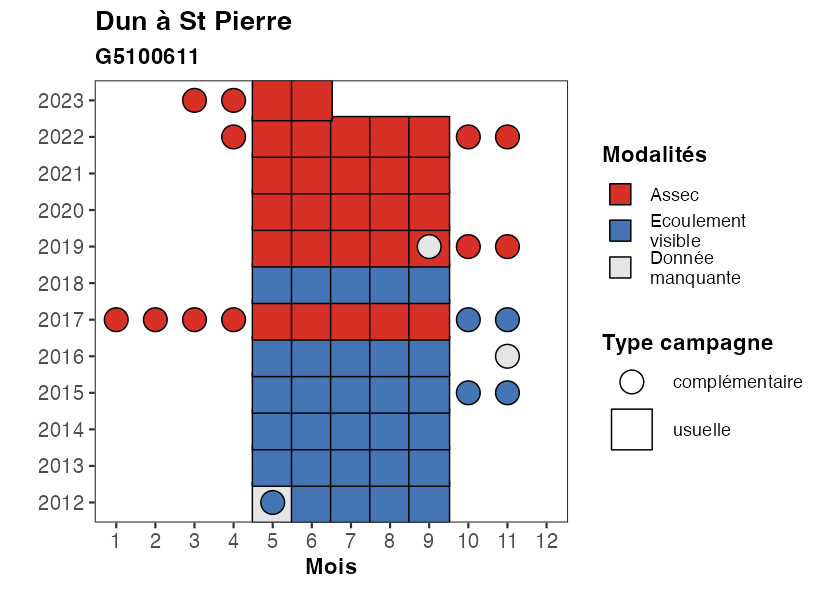 Dun à St Pierre
G5100611
2023
2022
2021
2020
2019
2018
2017
2016
2015
2014
2013
2012
1 2 3 4 5 6 7 8 9 10 11 12
Mois
Modalités
Assec
Ecoulement
visible
Donnée
manquante
Type campagne
complémentaire
usuelle